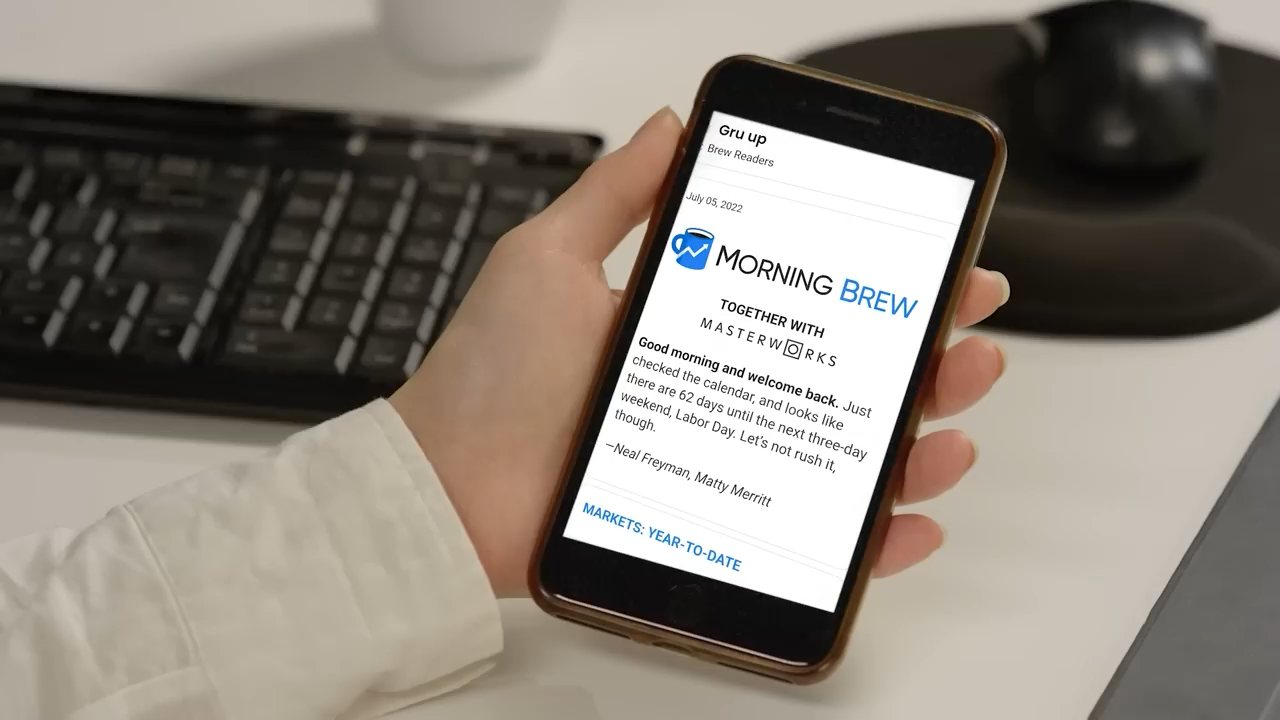 Gru up
Brew Readers
July 05, 2022
MORNING BREW
TOGETHER WITH
MASTERWORKS
Good morning and welcome back. Just
checked the calendar, and looks like
there are 62 days until the next three-day
weekend, Labor Day. Let's not rush it,
though.
—Neal Freyman, Matty Merritt
MARKETS: YEAR-TO-DATE